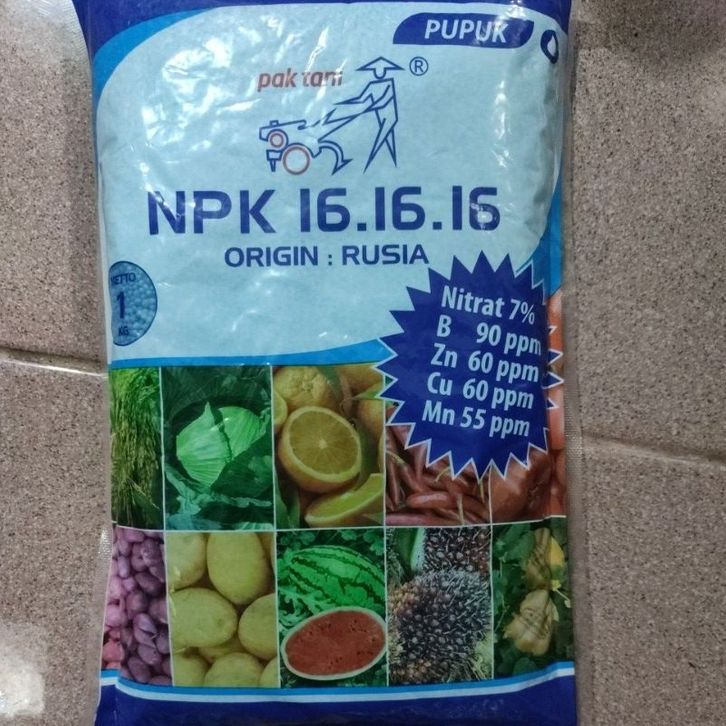 PUPUK
pak tani ®
NPK 16.16.16
ORIGIN : RUSIA
NETTO
1
KG
Nitrat 7%
B 90 ppm
Zn 60 ppm
Cu 60 ppm
Mn 55 ppm